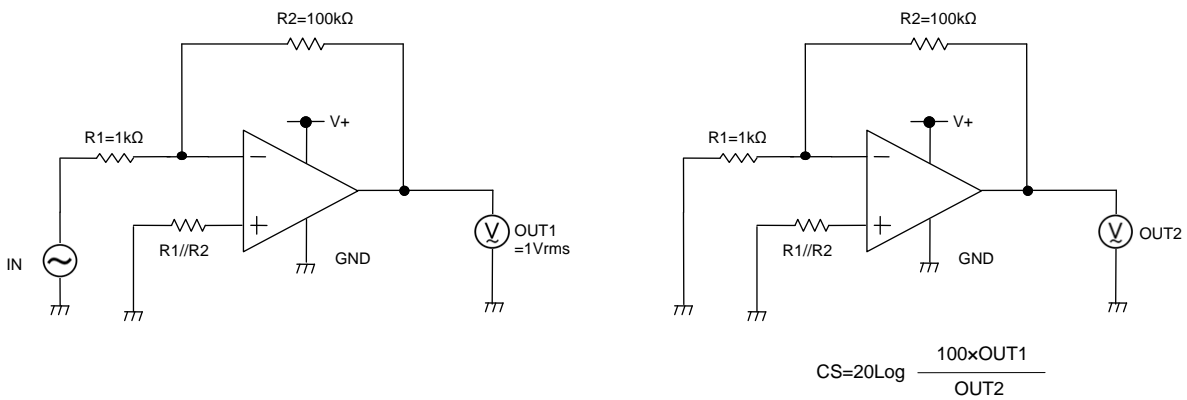 R2=100kΩ
R1=1kΩ
V+
R1//R2
GND
IN
V
OUT1
=1Vrms
R2=100kΩ
R1=1kΩ
V+
R1//R2
GND
V
OUT2
CS=20Log 100×OUT1
OUT2